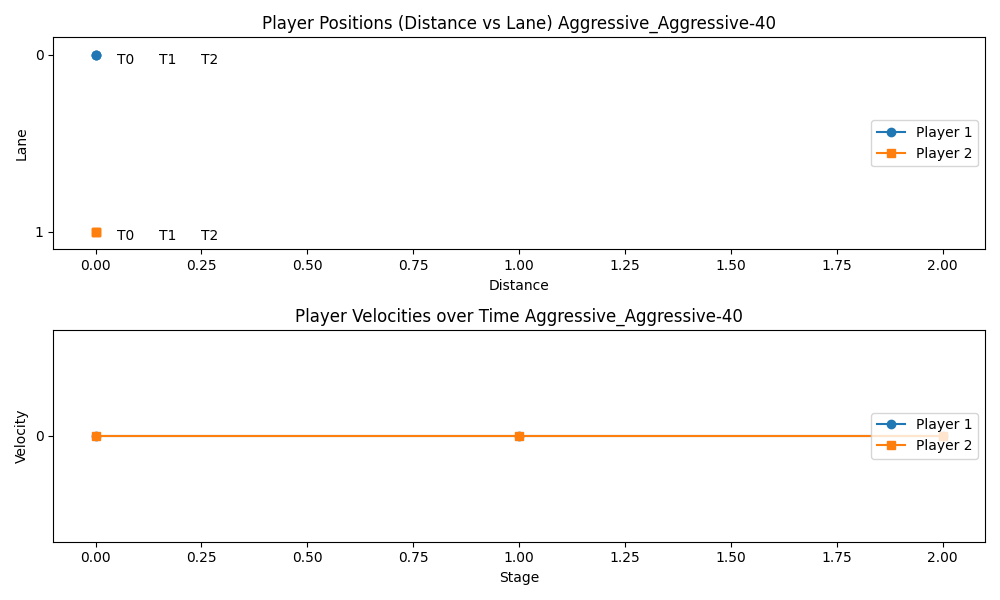 Player Positions (Distance vs Lane) Aggressive_Aggressive-40
0
T0 T1 T2
Lane
Player 1
Player 2
1
T0 T1 T2
0.00 0.25 0.50 0.75 1.00 1.25 1.50 1.75 2.00
Distance
Player Velocities over Time Aggressive_Aggressive-40
Velocity
0
Player 1
Player 2
0.00 0.25 0.50 0.75 1.00 1.25 1.50 1.75 2.00
Stage